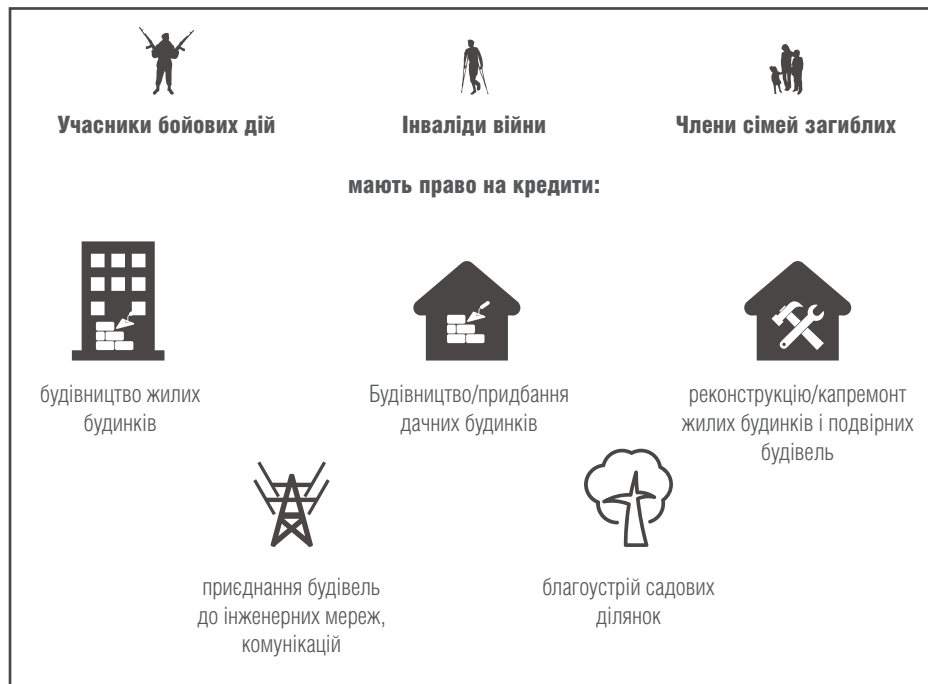 Учасники бойових дій
Інваліди війни
Члени сімей загиблих
мають право на кредити:
будівництво жилих
будинків
Будівництво/придбання
дачних будинків
реконструкцію/капремонт
жилих будинків і подвірних
будівель
приєднання будівель
до інженерних мереж,
комунікацій
благоустрій садових
ділянок